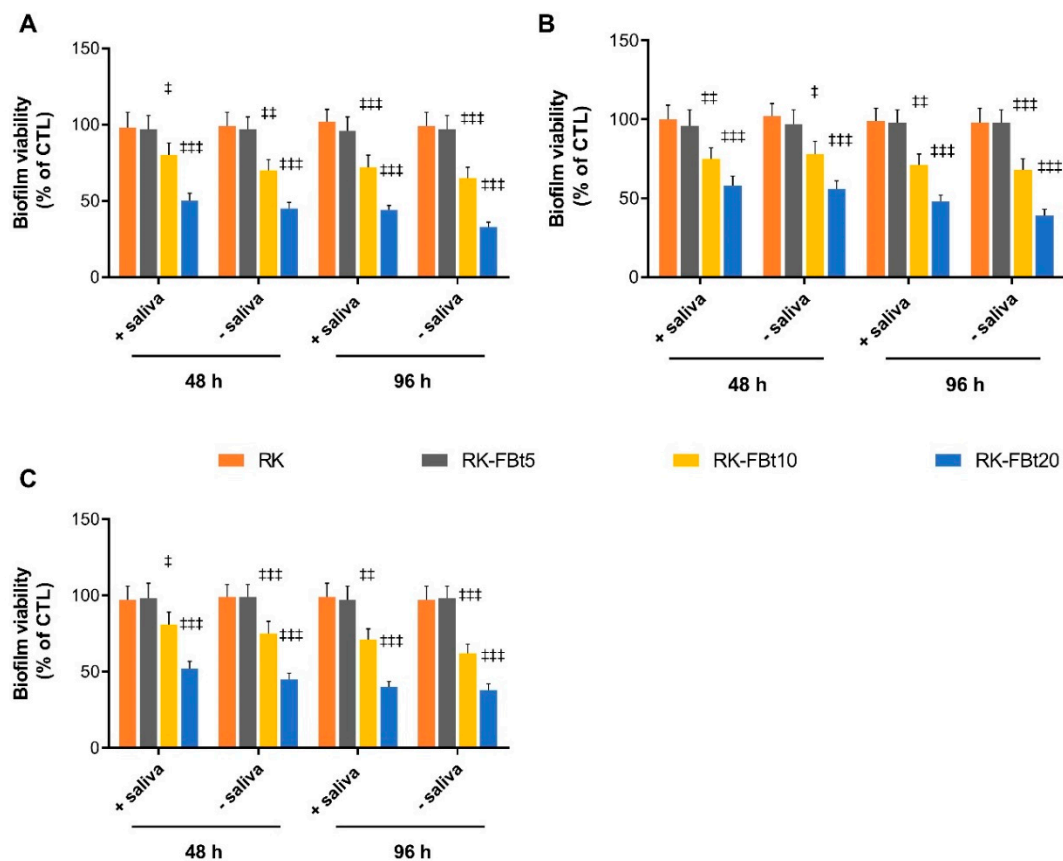 A
Biofilm viability
(% of CTL)
150
100
50
0
‡ ‡‡‡ ‡‡ ‡‡‡ ‡‡‡ ‡‡‡ ‡‡‡ ‡‡‡
+ saliva - saliva + saliva - saliva
48 h 96 h
B
Biofilm viability
(% of CTL)
150
100
50
0
‡‡ ‡‡‡ ‡ ‡‡‡ ‡‡ ‡‡‡ ‡‡‡ ‡‡‡
+ saliva - saliva + saliva - saliva
48 h 96 h
RK RK-FBt5 RK-FBt10 RK-FBt20
C
Biofilm viability
(% of CTL)
150
100
50
0
‡ ‡‡‡ ‡‡‡ ‡‡‡ ‡‡ ‡‡‡ ‡‡‡ ‡‡‡
+ saliva - saliva + saliva - saliva
48 h 96 h